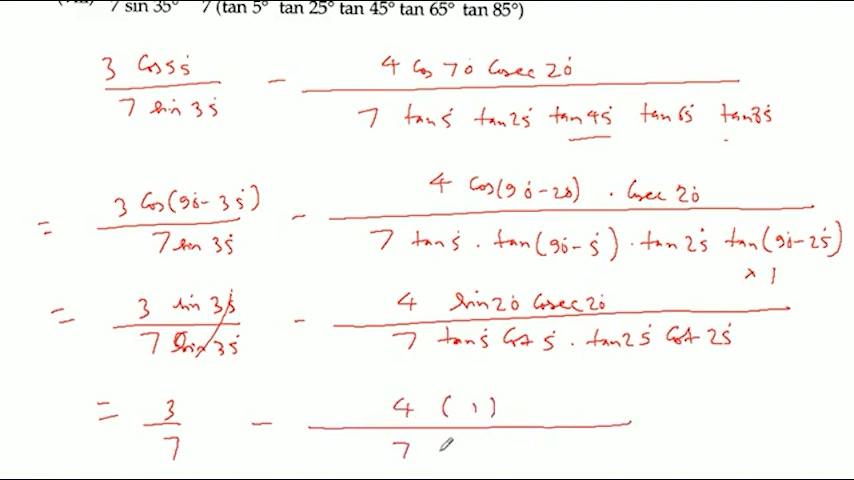 7 sin 35° 7 (tan 5° tan 25° tan 45° tan 65° tan 85°)
3 Cos 55° / 7 sin 35° - 4 Cos 70° Cosec 20° / 7 tan 5° tan 25° tan 45° tan 65° tan 85°
= 3 Cos(90°-35°) / 7 sin 35° - 4 Cos(90°-20°) . Cosec 20° / 7 tan 5° . tan(90°-5°) . tan 25° tan(90°-25°) × 1
= 3 sin 35° / 7 sin 35° - 4 sin 20° Cosec 20° / 7 tan 5° Cot 5° . tan 25° Cot 25°
= 3 / 7 - 4 (1) / 7